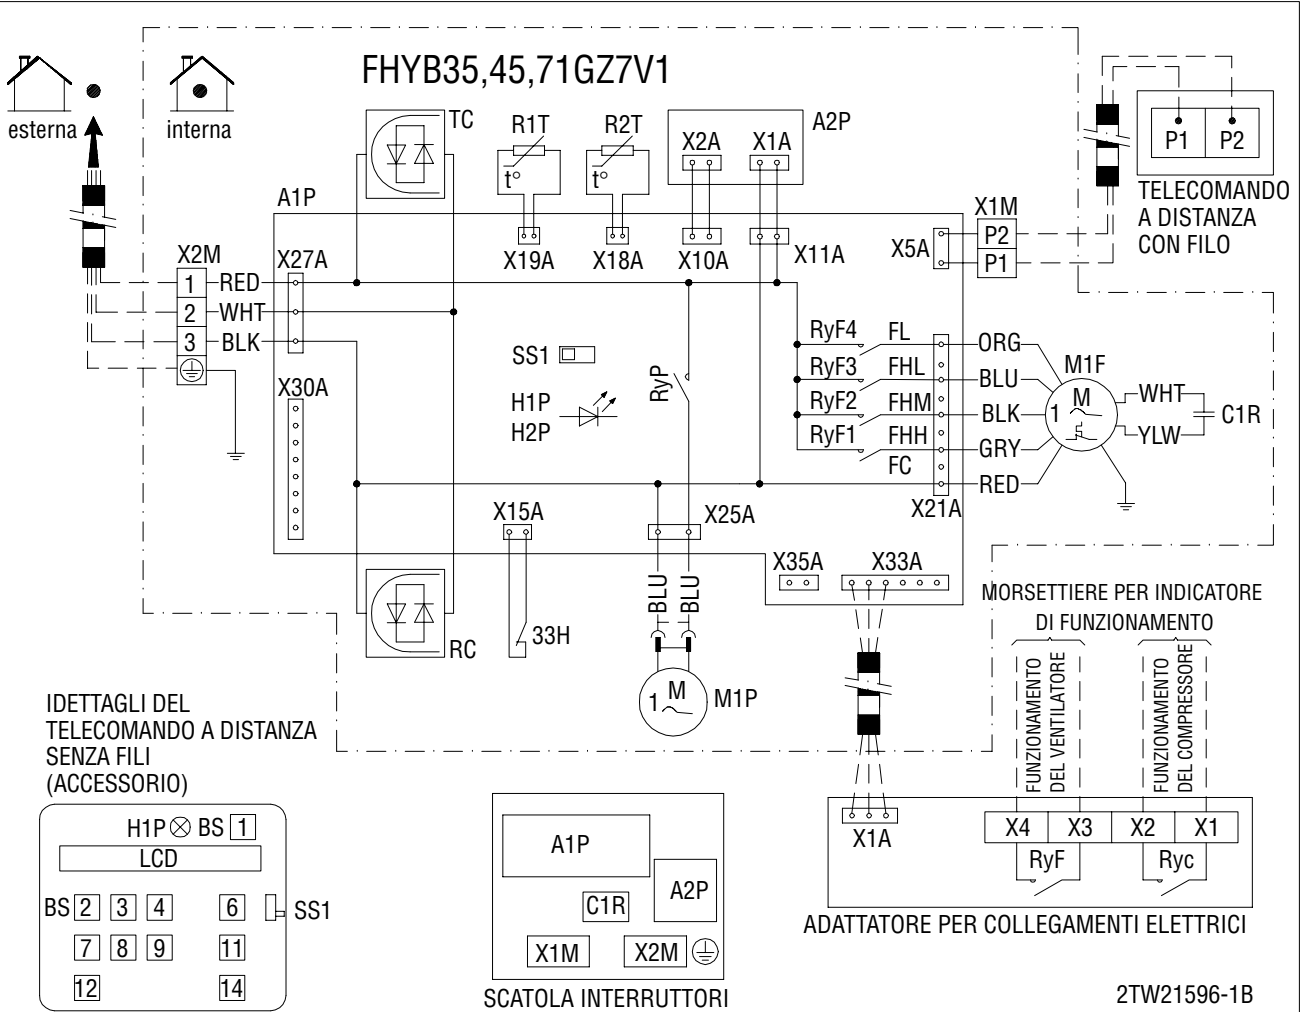 FHYB35,45,71GZ7V1
esterna
interna
TC
R1T
R2T
A2P
X2A
X1A
t°
t°
P1
P2
TELECOMANDO
A DISTANZA
CON FILO
A1P
X1M
P2
P1
X5A
X2M
X27A
X19A
X18A
X10A
X11A
1
RED
2
WHT
3
BLK
X30A
SS1
H1P
H2P
RyP
RyF4
FL
RyF3
FHL
RyF2
FHM
RyF1
FHH
FC
ORG
BLU
BLK
GRY
RED
X21A
M1F
M
1
WHT
YLW
C1R
X15A
X25A
X35A
X33A
BLU
BLU
33H
RC
M
1
M1P
MORSETTIERE PER INDICATORE
DI FUNZIONAMENTO
FUNZIONAMENTO
DEL VENTILATORE
FUNZIONAMENTO
DEL COMPRESSORE
X1A
X4
X3
X2
X1
RyF
Ryc
ADATTATORE PER COLLEGAMENTI ELETTRICI
IDETTAGLI DEL
TELECOMANDO A DISTANZA
SENZA FILI
(ACCESSORIO)
H1P
BS
1
LCD
BS
2
3
4
6
SS1
7
8
9
11
12
14
A1P
A2P
C1R
X1M
X2M
SCATOLA INTERRUTTORI
2TW21596-1B